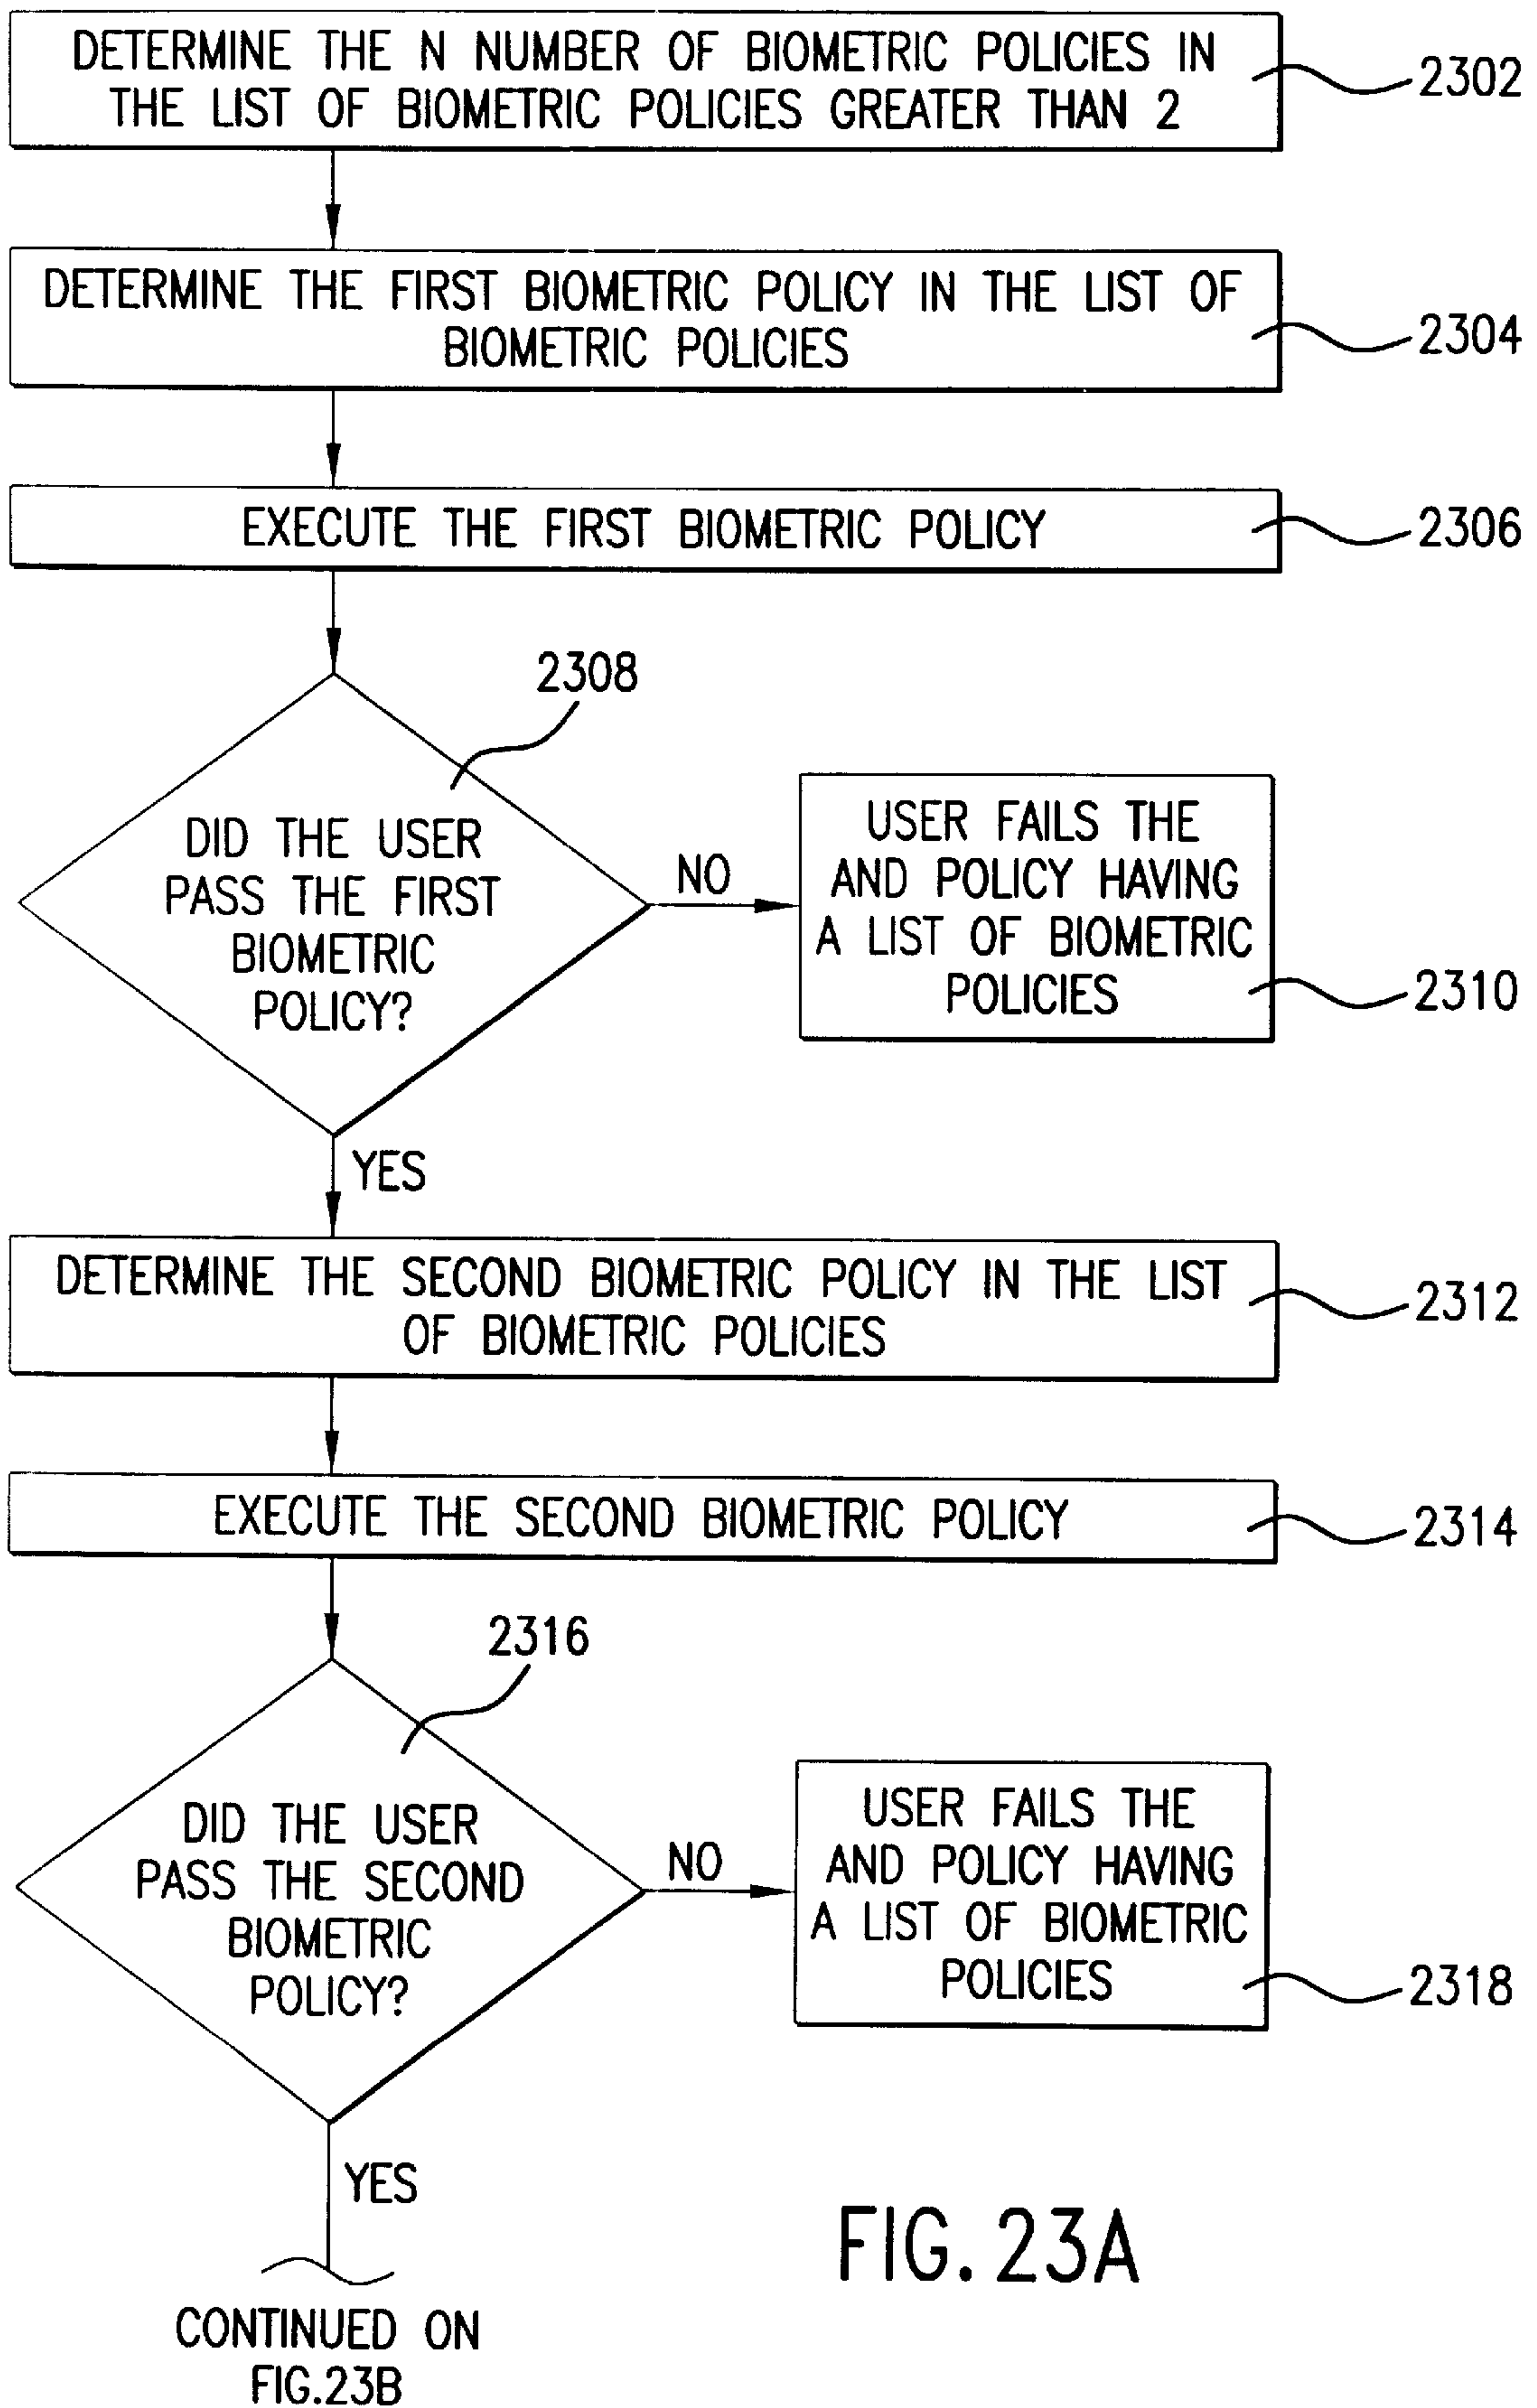 DETERMINE THE N NUMBER OF BIOMETRIC POLICIES IN
THE LIST OF BIOMETRIC POLICIES GREATER THAN 2
2302
DETERMINE THE FIRST BIOMETRIC POLICY IN THE LIST OF
BIOMETRIC POLICIES
2304
EXECUTE THE FIRST BIOMETRIC POLICY
2306
2308
DID THE USER
PASS THE FIRST
BIOMETRIC
POLICY?
NO
USER FAILS THE
AND POLICY HAVING
A LIST OF BIOMETRIC
POLICIES
2310
YES
DETERMINE THE SECOND BIOMETRIC POLICY IN THE LIST
OF BIOMETRIC POLICIES
2312
EXECUTE THE SECOND BIOMETRIC POLICY
2314
2316
DID THE USER
PASS THE SECOND
BIOMETRIC
POLICY?
NO
USER FAILS THE
AND POLICY HAVING
A LIST OF BIOMETRIC
POLICIES
2318
YES
CONTINUED ON
FIG.23B
FIG. 23A